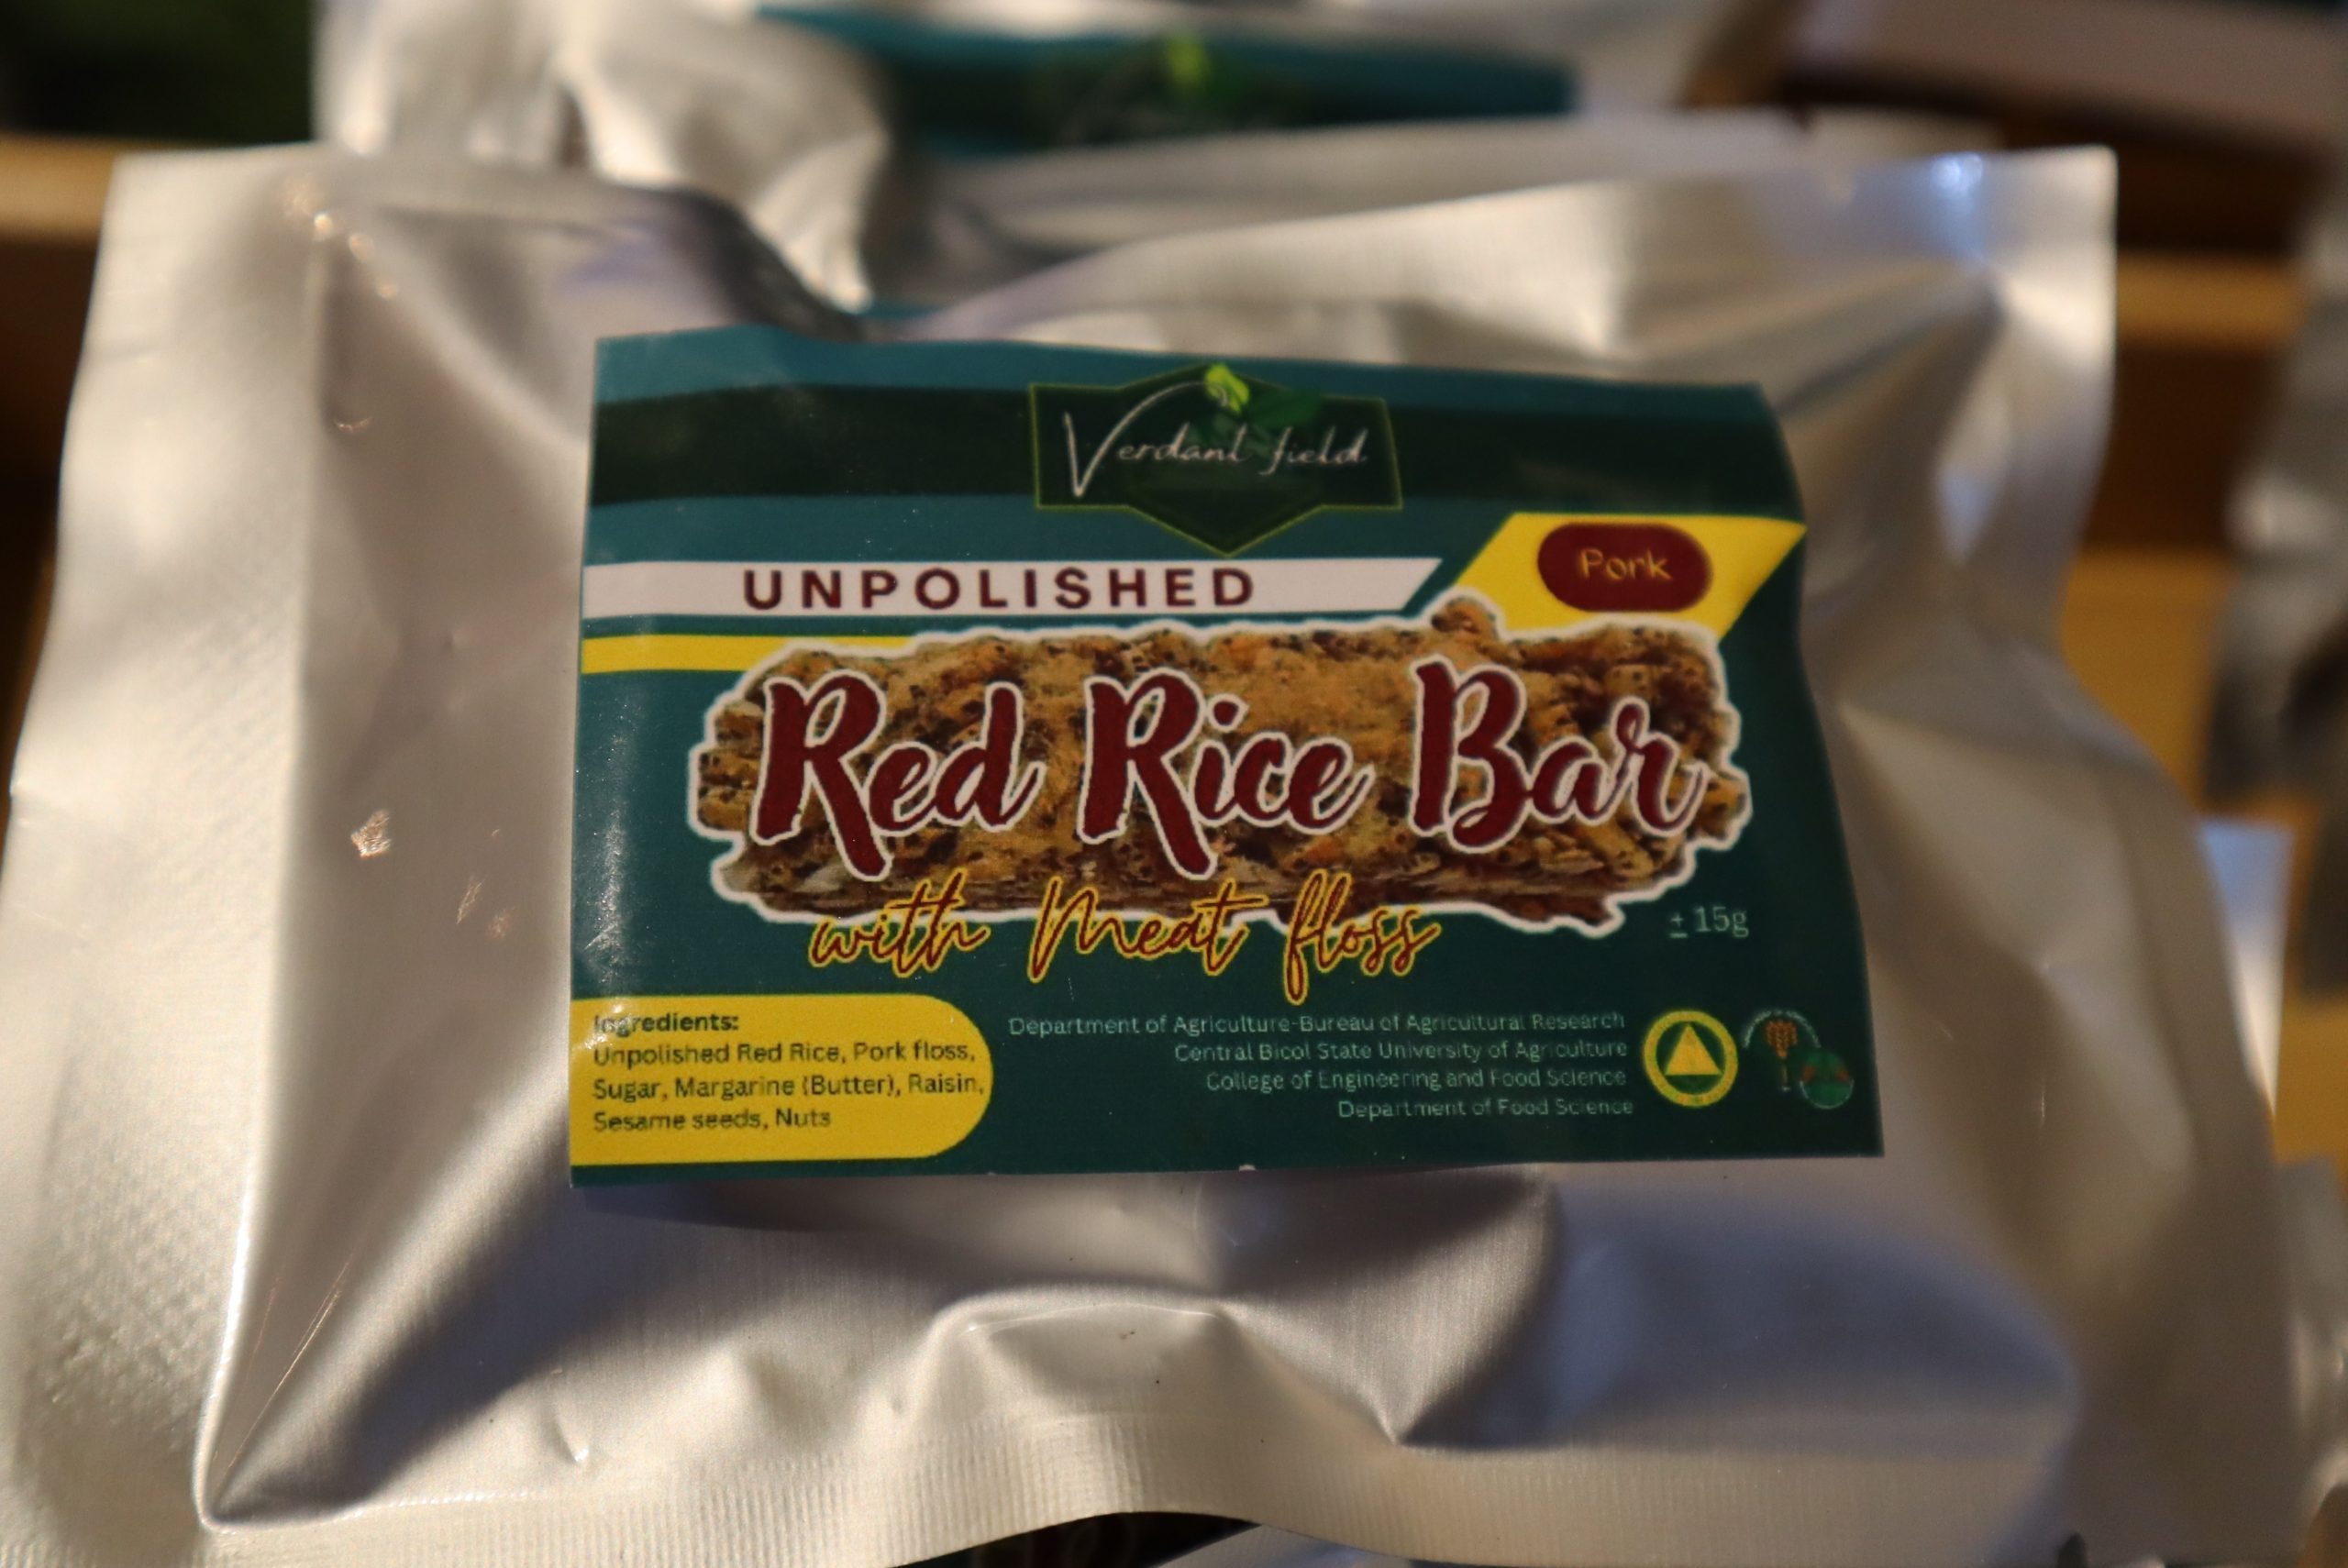 Verdant field
UNPOLISHED
Pork
Red Rice Bar
with Meat floss
± 15g
Ingredients:
Unpolished Red Rice, Pork floss,
Sugar, Margarine (Butter), Raisin,
Sesame seeds, Nuts
Department of Agriculture-Bureau of Agricultural Research
Central Bicol State University of Agriculture
College of Engineering and Food Science
Department of Food Science